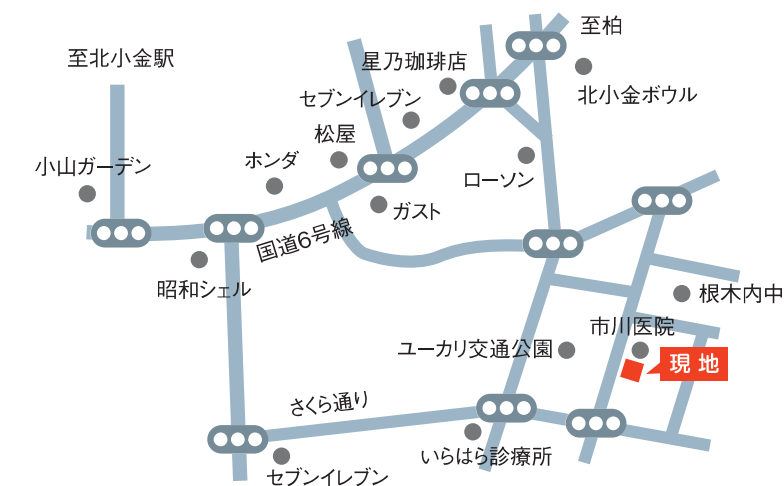 至柏
至北小金駅
星乃珈琲店
北小金ボウル
セブンイレブン
松屋
ホンダ
小山ガーデン
ローソン
ガスト
国道6号線
昭和シェル
根木内中
市川医院
ユーカリ交通公園
現地
さくら通り
いらはら診療所
セブンイレブン